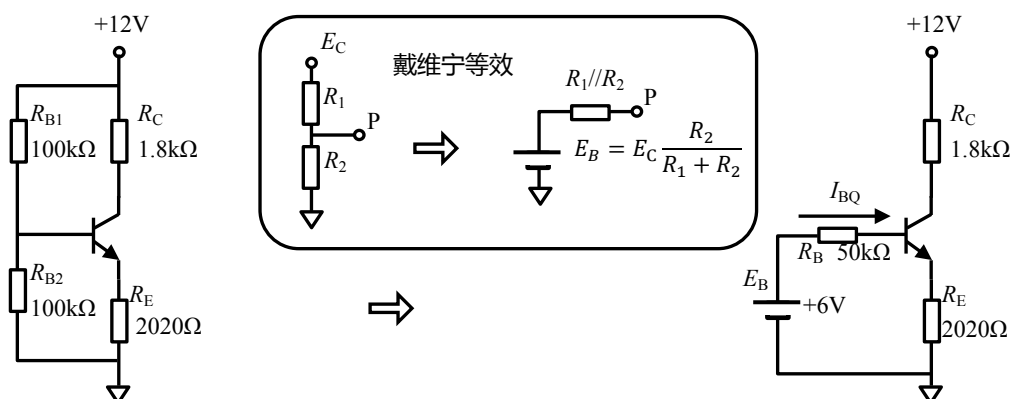 +12V
R_B1
100kΩ
R_C
1.8kΩ
R_B2
100kΩ
R_E
2020Ω
E_C
戴维宁等效
R_1
P
R_2
R_1//R_2
P
E_B = E_C R_2 / (R_1 + R_2)
+12V
R_C
1.8kΩ
I_BQ
R_B 50kΩ
E_B
+6V
R_E
2020Ω